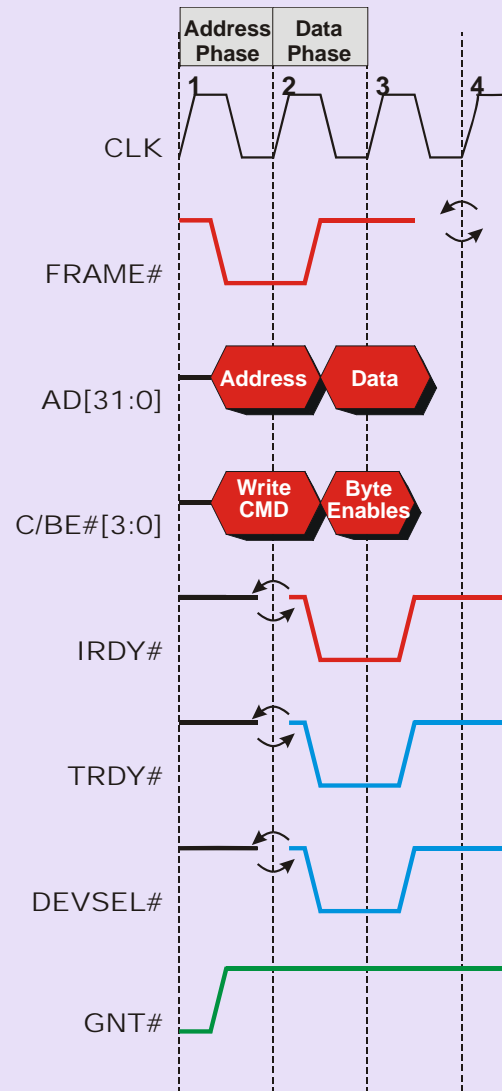 Address
Phase
Data
Phase
1
2
3
4
CLK
FRAME#
Address
Data
AD[31:0]
Write
CMD
Byte
Enables
C/BE#[3:0]
IRDY#
TRDY#
DEVSEL#
GNT#